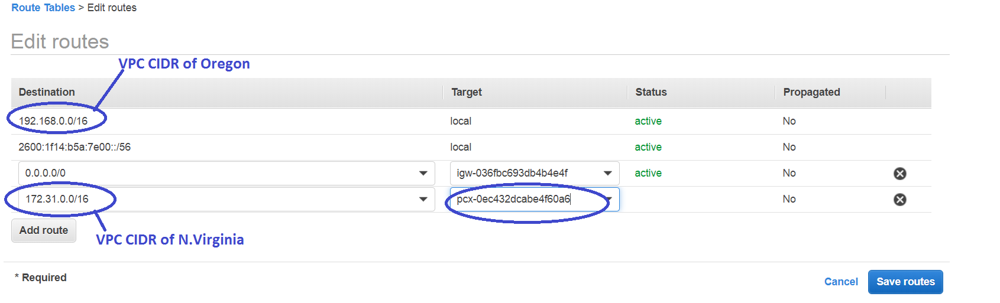 Route Tables > Edit routes
Edit routes
VPC CIDR of Oregon
Destination Target Status Propagated
192.168.0.0/16 local active No
2600:1f14:b5a:7e00::/56 local active No
0.0.0.0/0 igw-036fbc693db4b4e4f active No
172.31.0.0/16 pcx-0ec432dcabe4f60a6 No
Add route
VPC CIDR of N.Virginia
* Required
Cancel Save routes